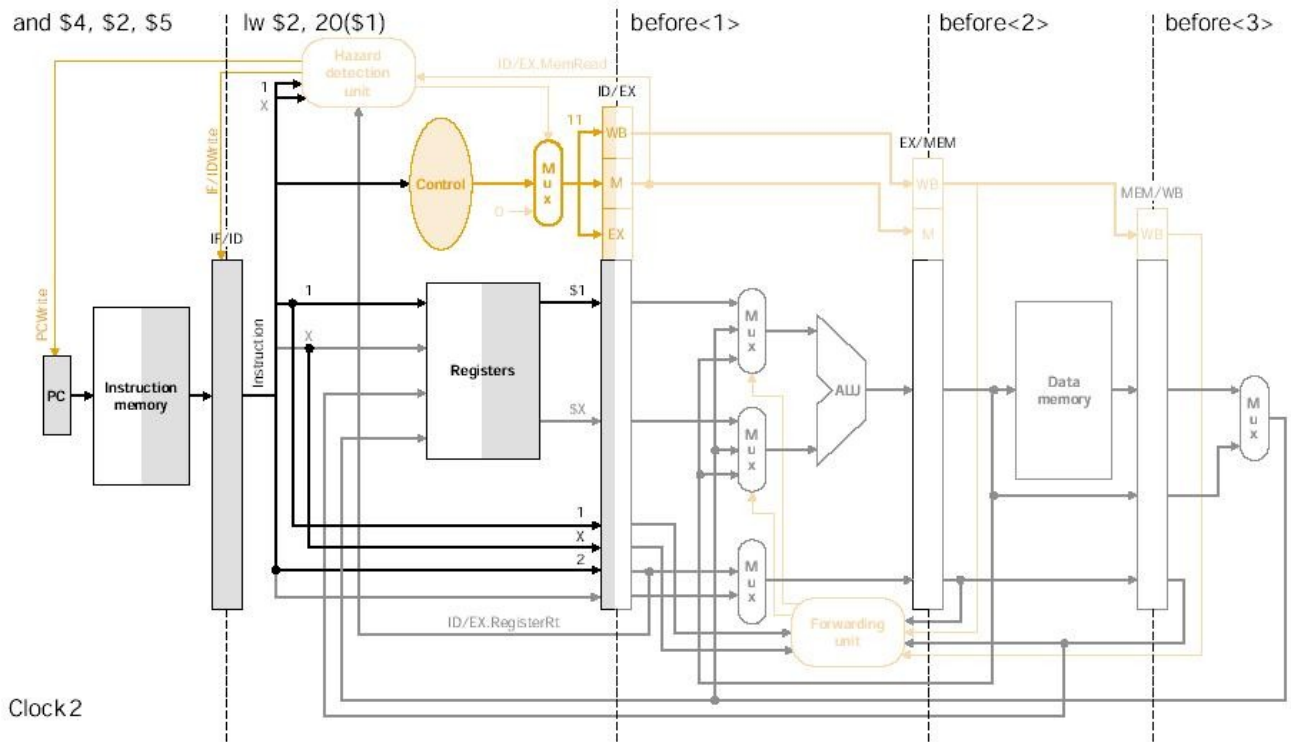 and $4, $2, $5
lw $2, 20($1)
before<1>
before<2>
before<3>
Hazard
detection
unit
ID/EX.MemRead
1
X
ID/EX
11
WB
EX/MEM
IF/IDWrite
Control
M
u
x
M
WB
MEM/WB
0
IF/ID
EX
M
WB
PCWrite
1
$1
Instruction
X
M
u
x
PC
Instruction
memory
Registers
ALU
Data
memory
M
u
x
$X
M
u
x
1
X
2
M
u
x
ID/EX.RegisterRt
Forwarding
unit
Clock 2